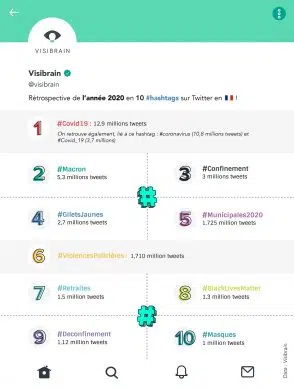 VISIBRAIN
Visibrain
@visibrain
Rétrospective de l'année 2020 en 10 #hashtags sur Twitter en 🇫🇷 !
1 #Covid19 : 12,9 millions tweets
On retrouve également, lié à ce hashtag : #coronavirus (10,8 millions tweets) et
#Covid_19 (3,7 millions)
2 #Macron
5,3 millions tweets
3 #Confinement
3 millions tweets
#
4 #GiletsJaunes
2,7 millions tweets
5 #Municipales2020
1,725 million tweets
6 #ViolencesPolicières : 1,710 million tweets
7 #Retraites
1,5 million tweets
8 #BlackLivesMatter
1,3 million tweets
#
9 #Deconfinement
1,12 million tweets
10 #Masques
1 million tweets
Data : Visibrain